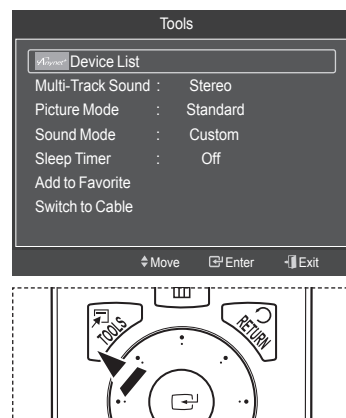 Tools
Anynet+ Device List
Multi-Track Sound : Stereo
Picture Mode : Standard
Sound Mode : Custom
Sleep Timer : Off
Add to Favorite
Switch to Cable
Move Enter Exit
TOOLS RETURN